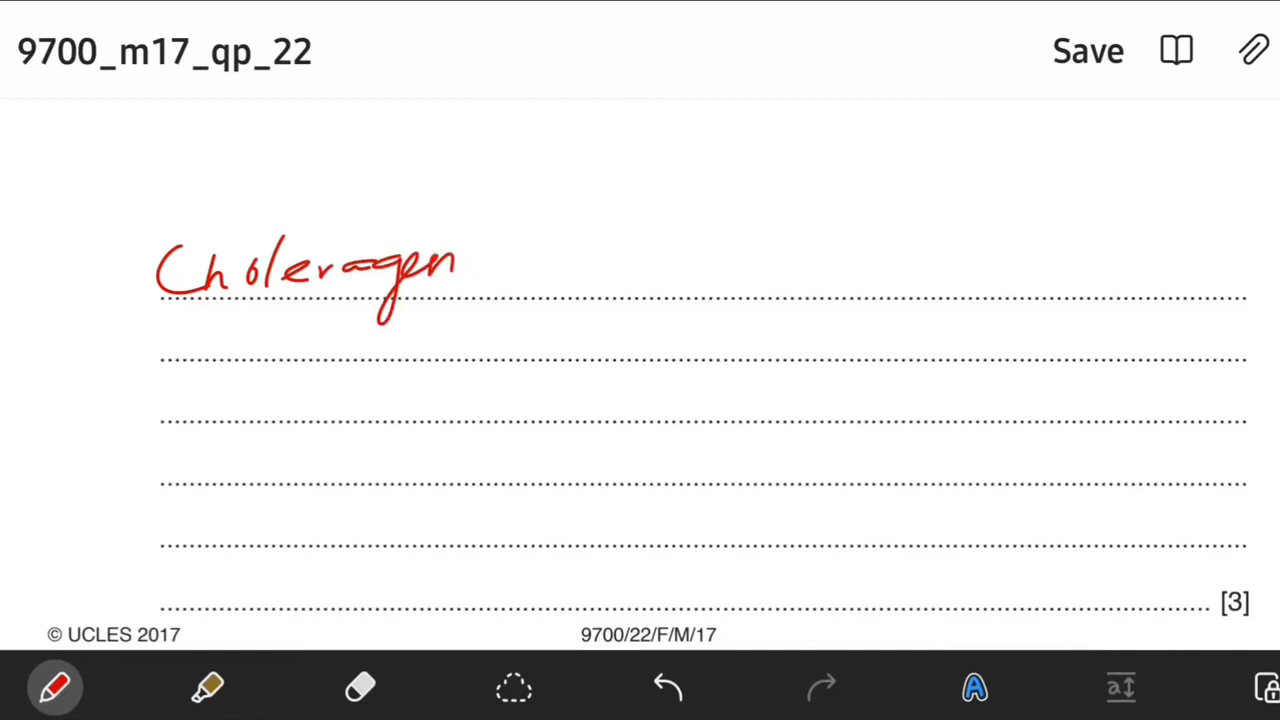 9700_m17_qp_22 Save
Choleragen
[3]
© UCLES 2017 9700/22/F/M/17
A a